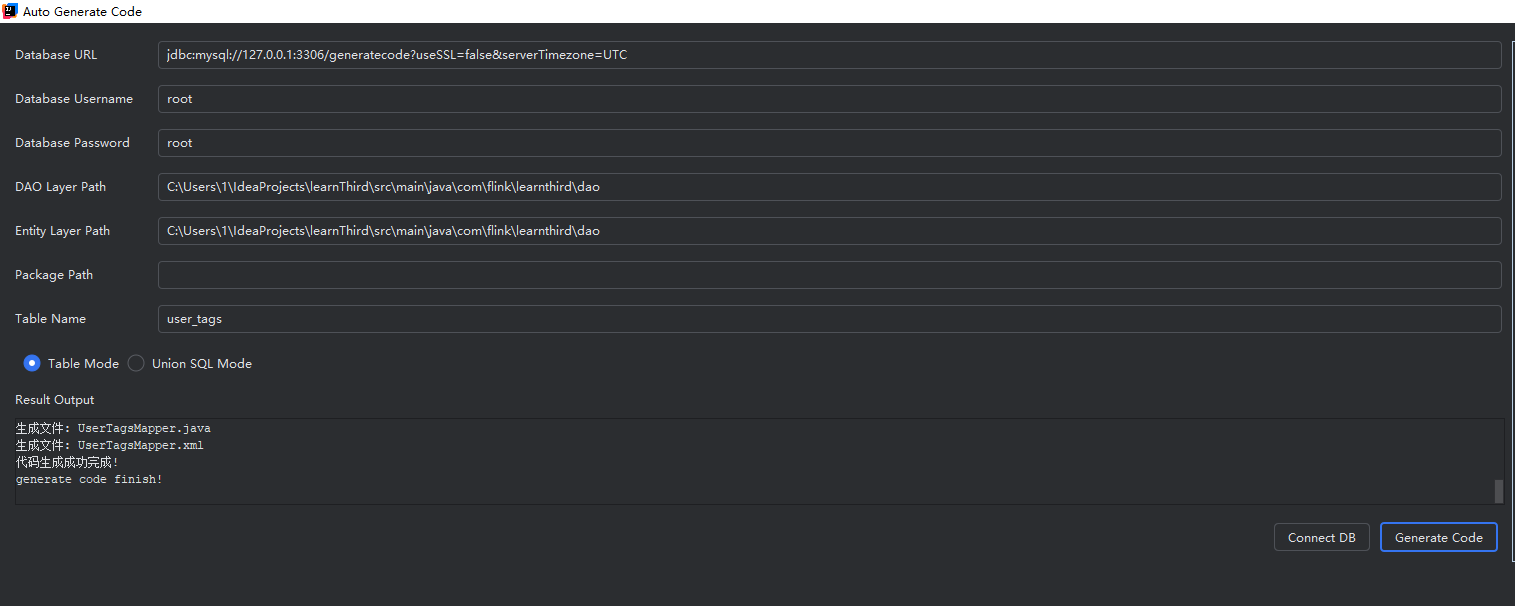 Auto Generate Code
Database URL jdbc:mysql://127.0.0.1:3306/generatecode?useSSL=false&serverTimezone=UTC
Database Username root
Database Password root
DAO Layer Path C:\Users\1\IdeaProjects\learnThird\src\main\java\com\flink\learnthird\dao
Entity Layer Path C:\Users\1\IdeaProjects\learnThird\src\main\java\com\flink\learnthird\dao
Package Path
Table Name user_tags
Table Mode Union SQL Mode
Result Output
生成文件: UserTagsMapper.java
生成文件: UserTagsMapper.xml
代码生成成功完成!
generate code finish!
Connect DB Generate Code